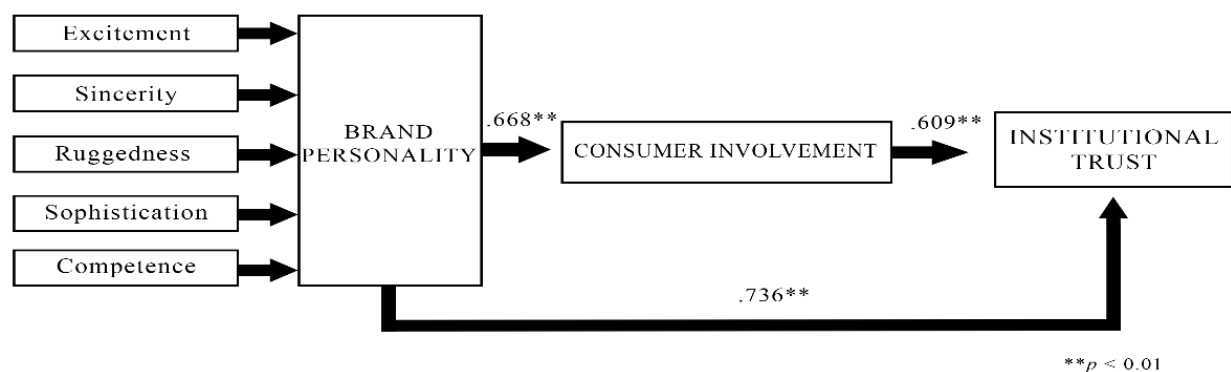 Excitement
Sincerity
Ruggedness
Sophistication
Competence
BRAND
PERSONALITY
.668**
CONSUMER INVOLVEMENT
.609**
INSTITUTIONAL
TRUST
.736**
**p < 0.01